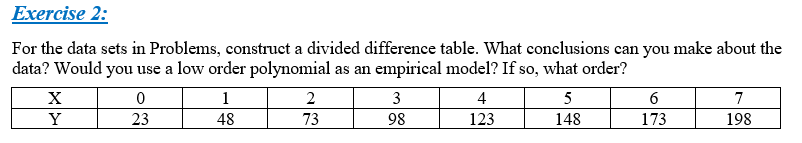 Exercise 2:
For the data sets in Problems, construct a divided difference table. What conclusions can you make about the
data? Would you use a low order polynomial as an empirical model? If so, what order?
X 0 1 2 3 4 5 6 7
Y 23 48 73 98 123 148 173 198